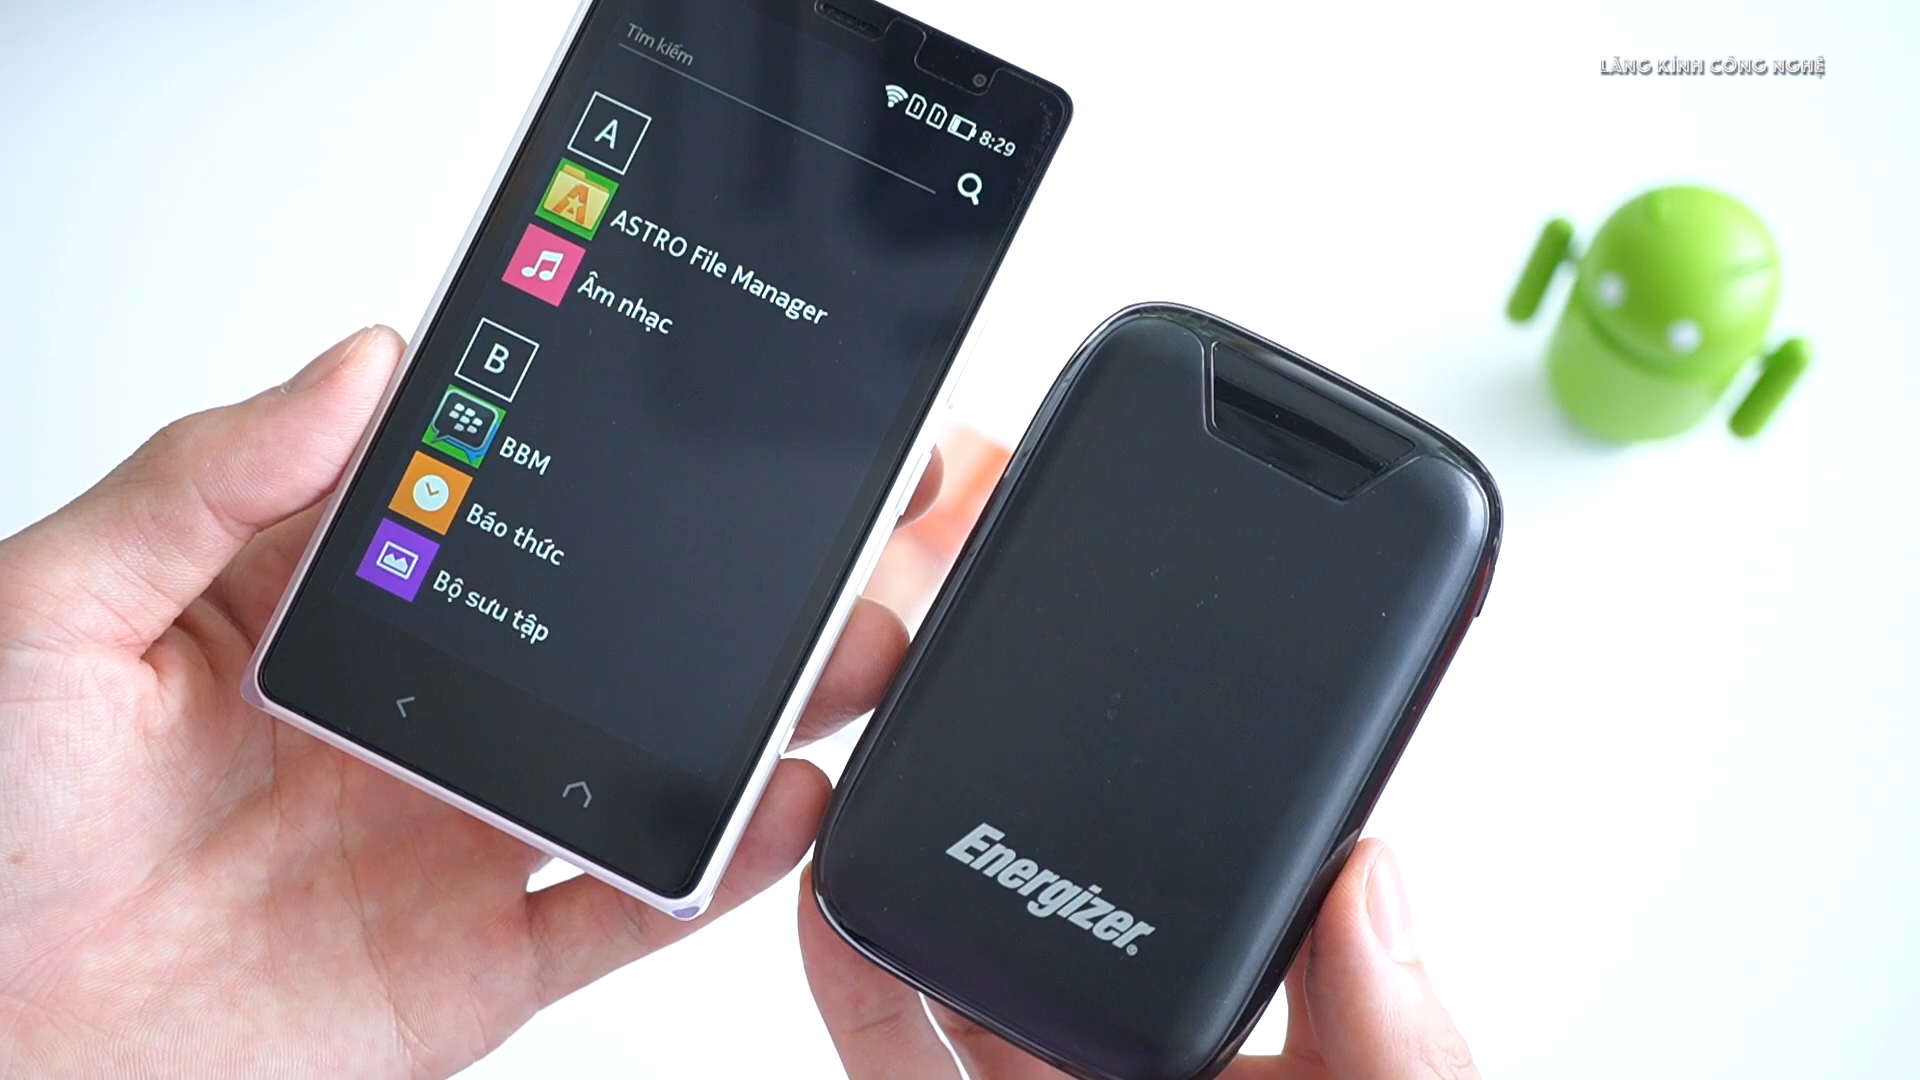 LĂNG KÍNH CÔNG NGHỆ
Tìm kiếm
8:29
A
ASTRO File Manager
Âm nhạc
B
BBM
Báo thức
Bộ sưu tập
Energizer®